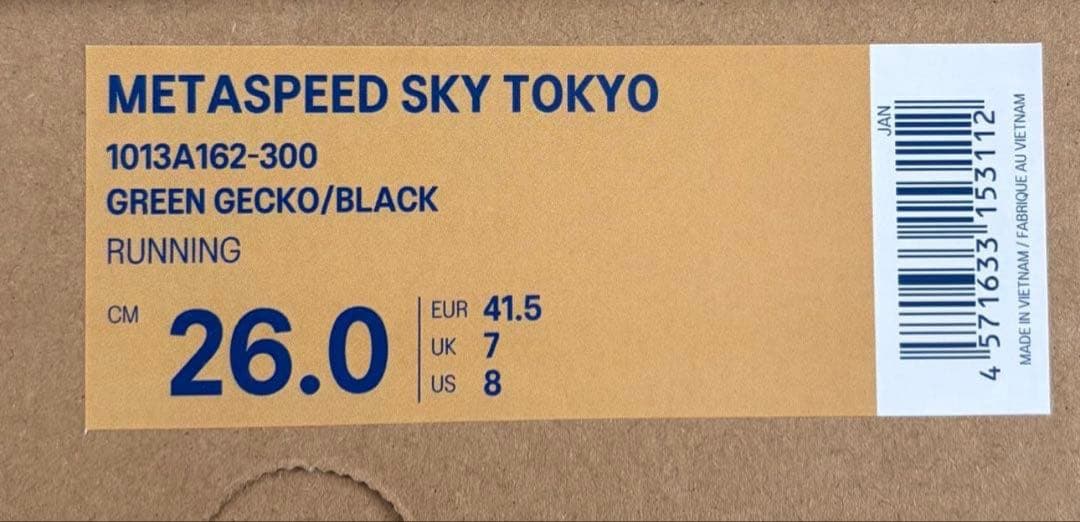 METASPEED SKY TOKYO
1013A162-300
GREEN GECKO/BLACK
RUNNING
CM 26.0
EUR 41.5
UK 7
US 8
JAN
4 571633 153112
MADE IN VIETNAM / FABRIQUE AU VIETNAM